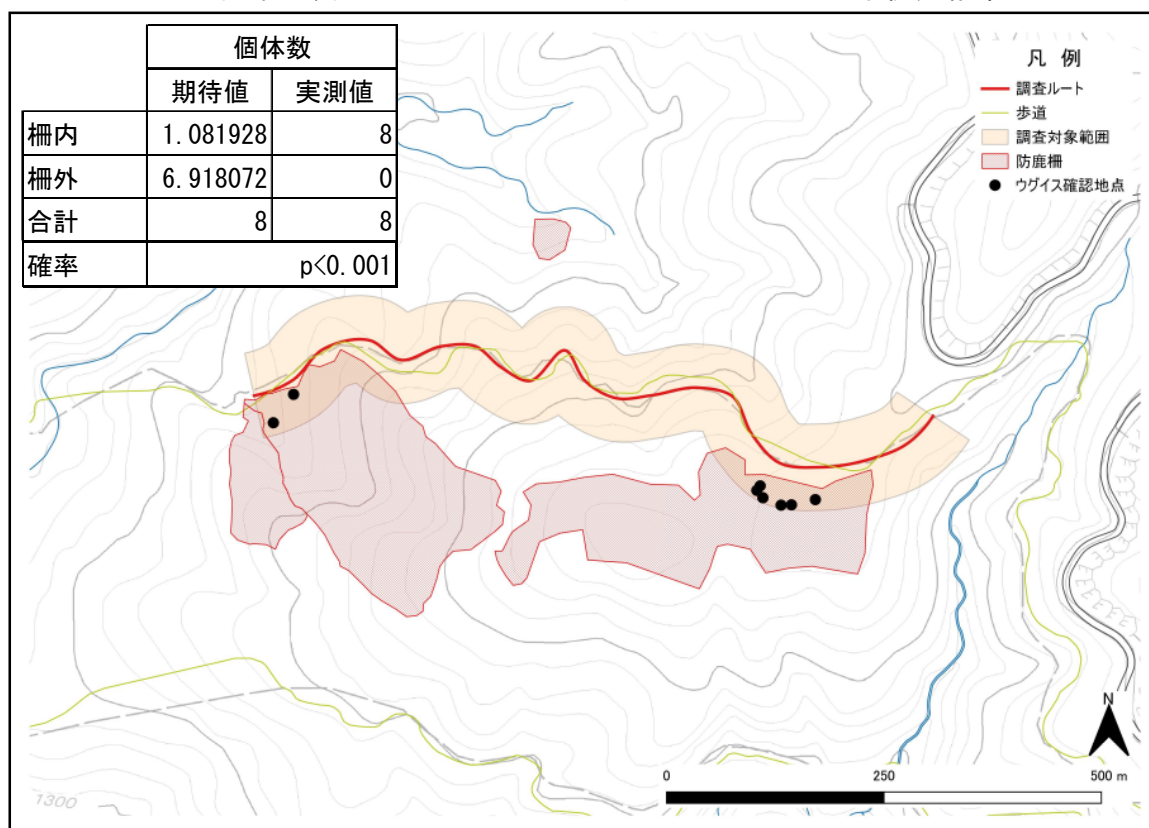 個体数
期待値 実測値
柵内 1.081928 8
柵外 6.918072 0
合計 8 8
確率 p<0.001
凡 例
調査ルート
歩道
調査対象範囲
防鹿柵
ウグイス確認地点
N
0 250 500 m
1300